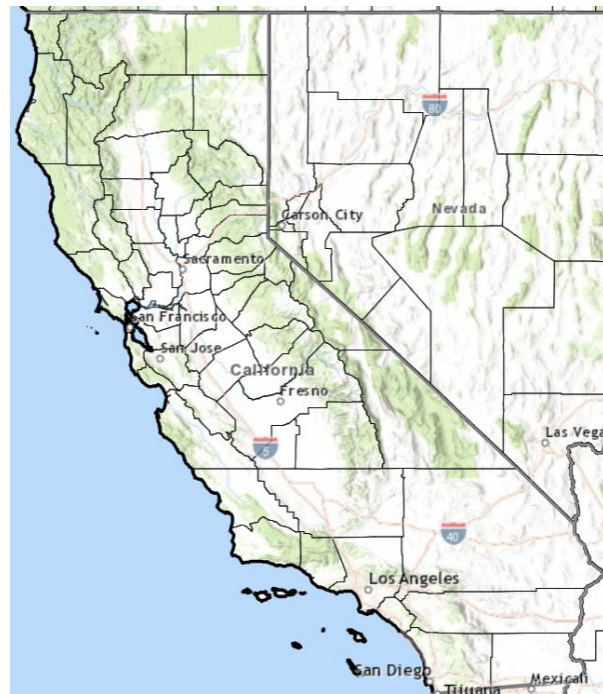 80
Carson City
Nevada
Sacramento
San Francisco
San Jose
California
Fresno
Las Vega
5
40
Los Angeles
San Diego
Mexicali
Tijuana